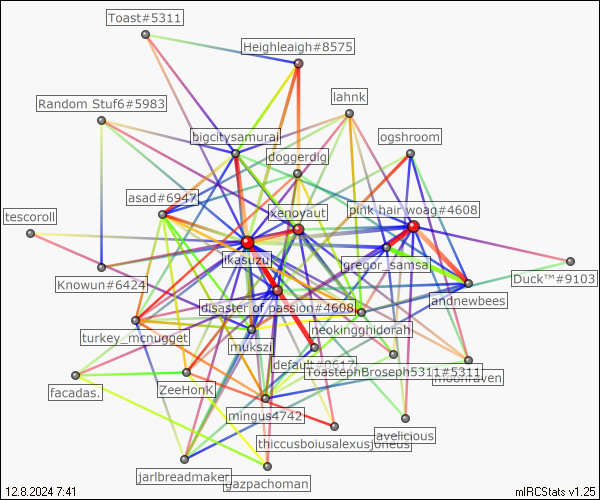 Toast#5311
Heighleaigh#8575
lahnk
Random Stuf6#5983
bigcitysamurai
ogshroom
doggerdig
asad#6947
xenoyaut
pink hair woag#4608
tescoroll
ikasuzu
gregor_samsa
Knowun#6424
Duck™#9103
disaster of passion#4608
andnewbees
neokingghidorah
turkey_mcnugget
mukszi
default#0617
ToastephBroseph5311#5311
moonraven
facadas.
ZeeHonk
mingus4742
avelicious
thiccusboiusalexusjoneus
jarlbreadmaker
gazpachoman
12.8.2024 7:41
mIRCStats v1.25